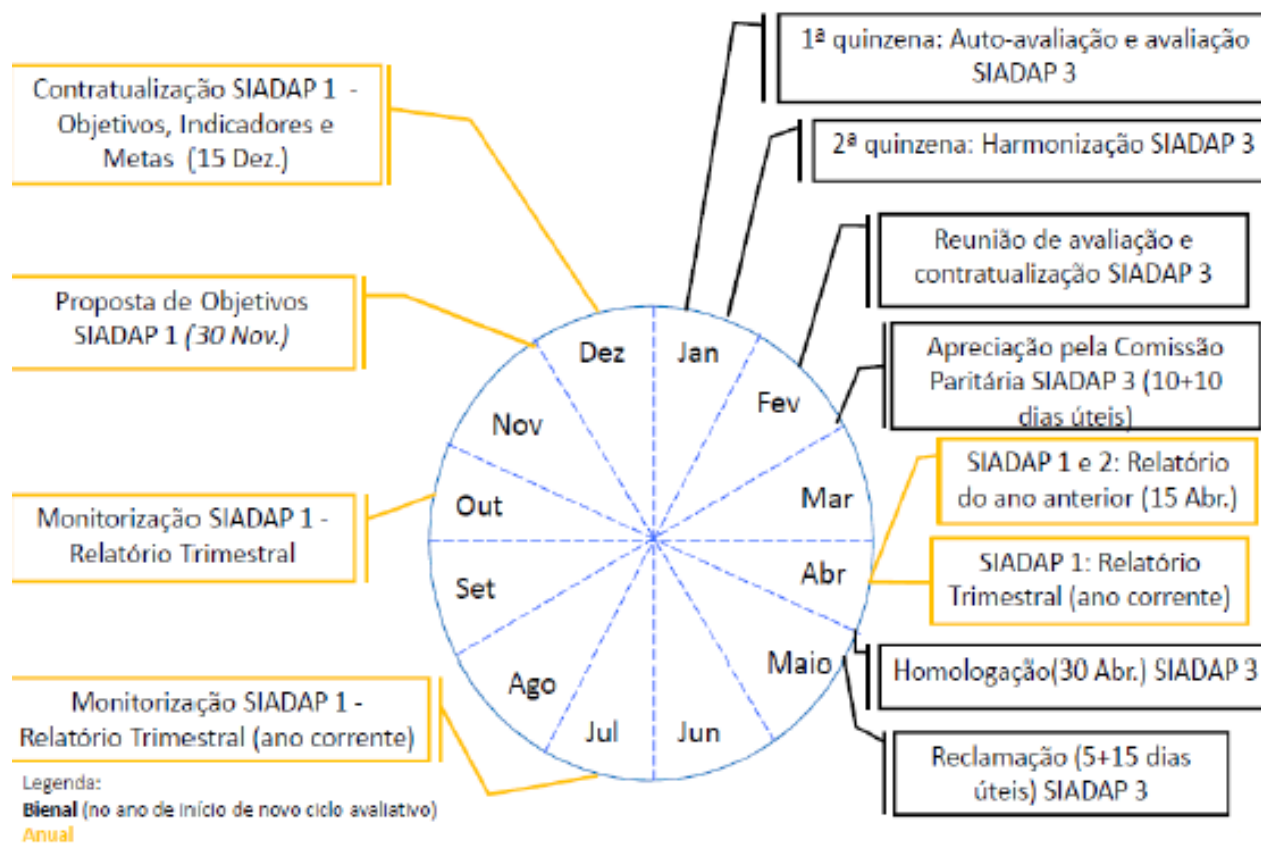 1ª quinzena: Auto-avaliação e avaliação
SIADAP 3
2ª quinzena: Harmonização SIADAP 3
Reunião de avaliação e
contratualização SIADAP 3
Apreciação pela Comissão
Paritária SIADAP 3 (10+10
dias úteis)
SIADAP 1 e 2: Relatório
do ano anterior (15 Abr.)
SIADAP 1: Relatório
Trimestral (ano corrente)
Homologação(30 Abr.) SIADAP 3
Reclamação (5+15 dias
úteis) SIADAP 3
Contratualização SIADAP 1 -
Objetivos, Indicadores e
Metas (15 Dez.)
Proposta de Objetivos
SIADAP 1 (30 Nov.)
Monitorização SIADAP 1 -
Relatório Trimestral
Monitorização SIADAP 1 -
Relatório Trimestral (ano corrente)
Jan
Fev
Mar
Abr
Maio
Jun
Jul
Ago
Set
Out
Nov
Dez
Legenda:
Bienal (no ano de início de novo ciclo avaliativo)
Anual